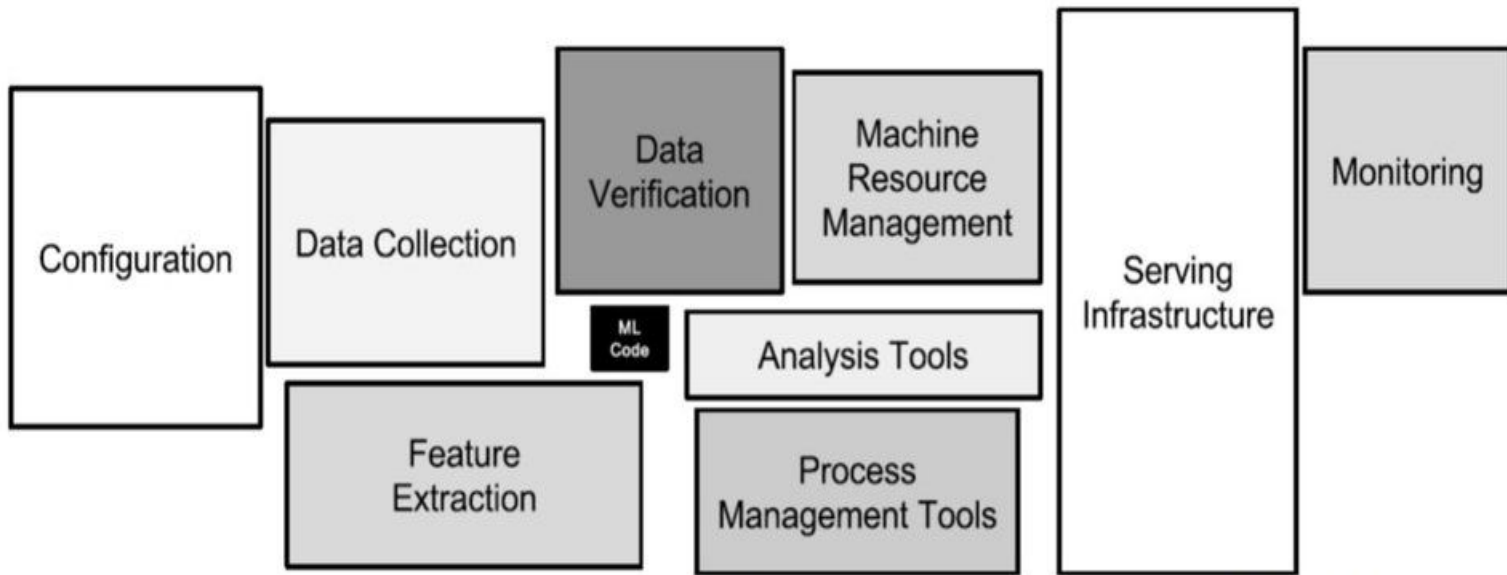 Configuration
Data Collection
Data
Verification
Machine
Resource
Management
Serving
Infrastructure
Monitoring
ML
Code
Analysis Tools
Feature
Extraction
Process
Management Tools